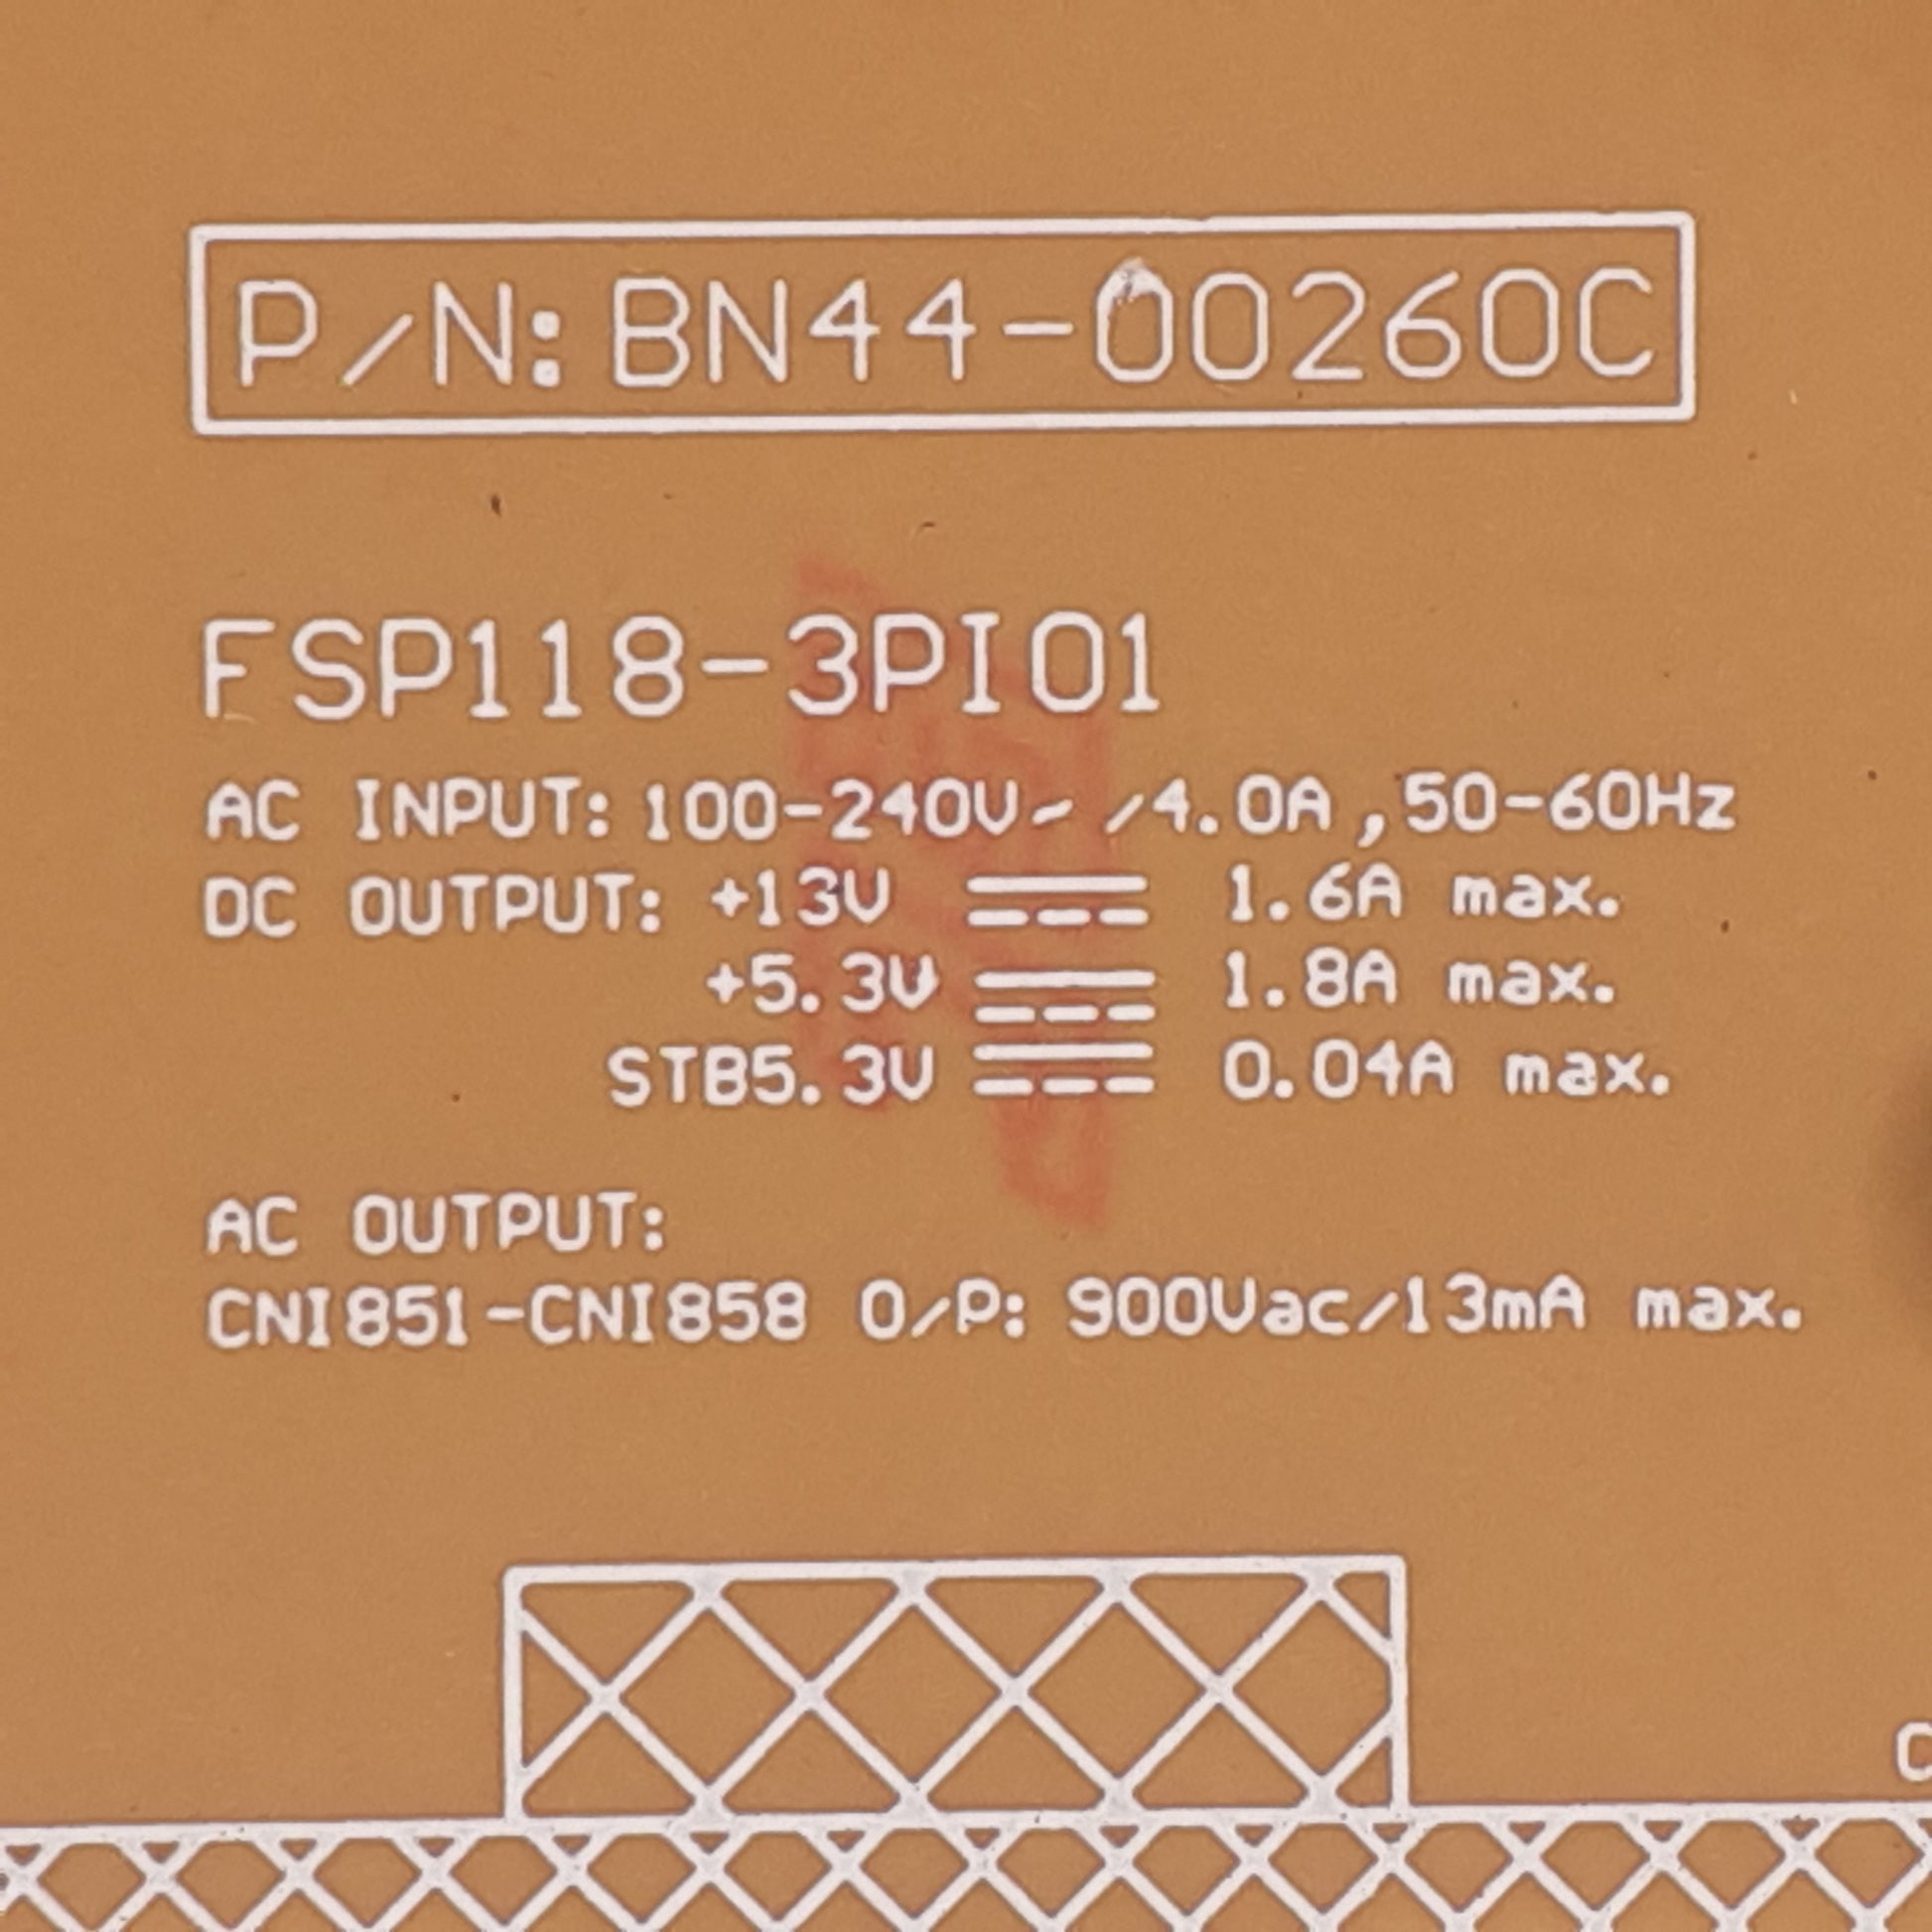 P/N: BN44-00260C
FSP118-3PI01
AC INPUT: 100-240V~ /4.0A ,50-60Hz
DC OUTPUT: +13V ⎓ 1.6A max.
+5.3V ⎓ 1.8A max.
STB5.3V ⎓ 0.04A max.
AC OUTPUT:
CNI851-CNI858 O/P: 900Vac/13mA max.
C